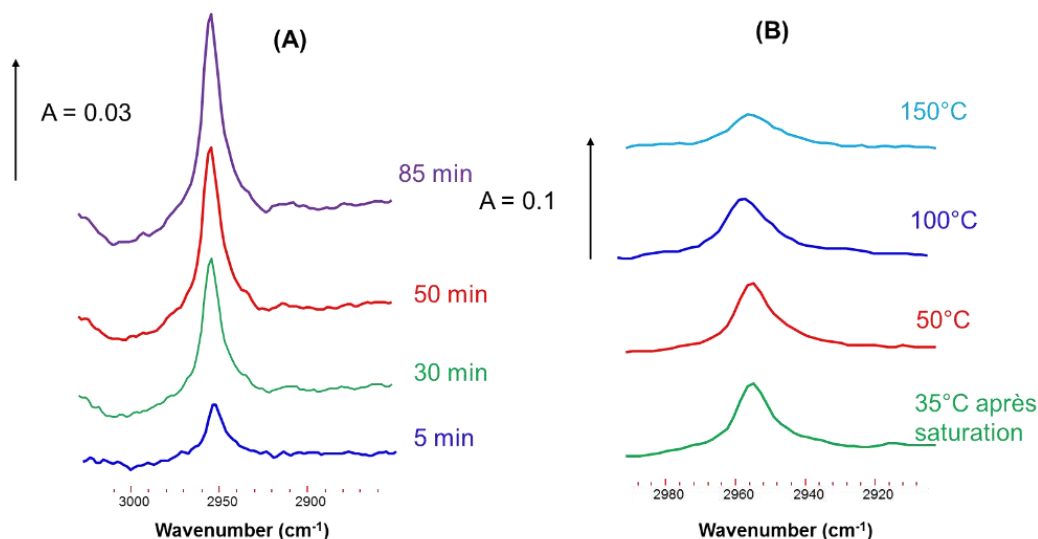 (A)
A = 0.03
85 min
50 min
30 min
5 min
3000 2950 2900
Wavenumber (cm⁻¹)
(B)
A = 0.1
150°C
100°C
50°C
35°C après
saturation
2980 2960 2940 2920
Wavenumber (cm⁻¹)